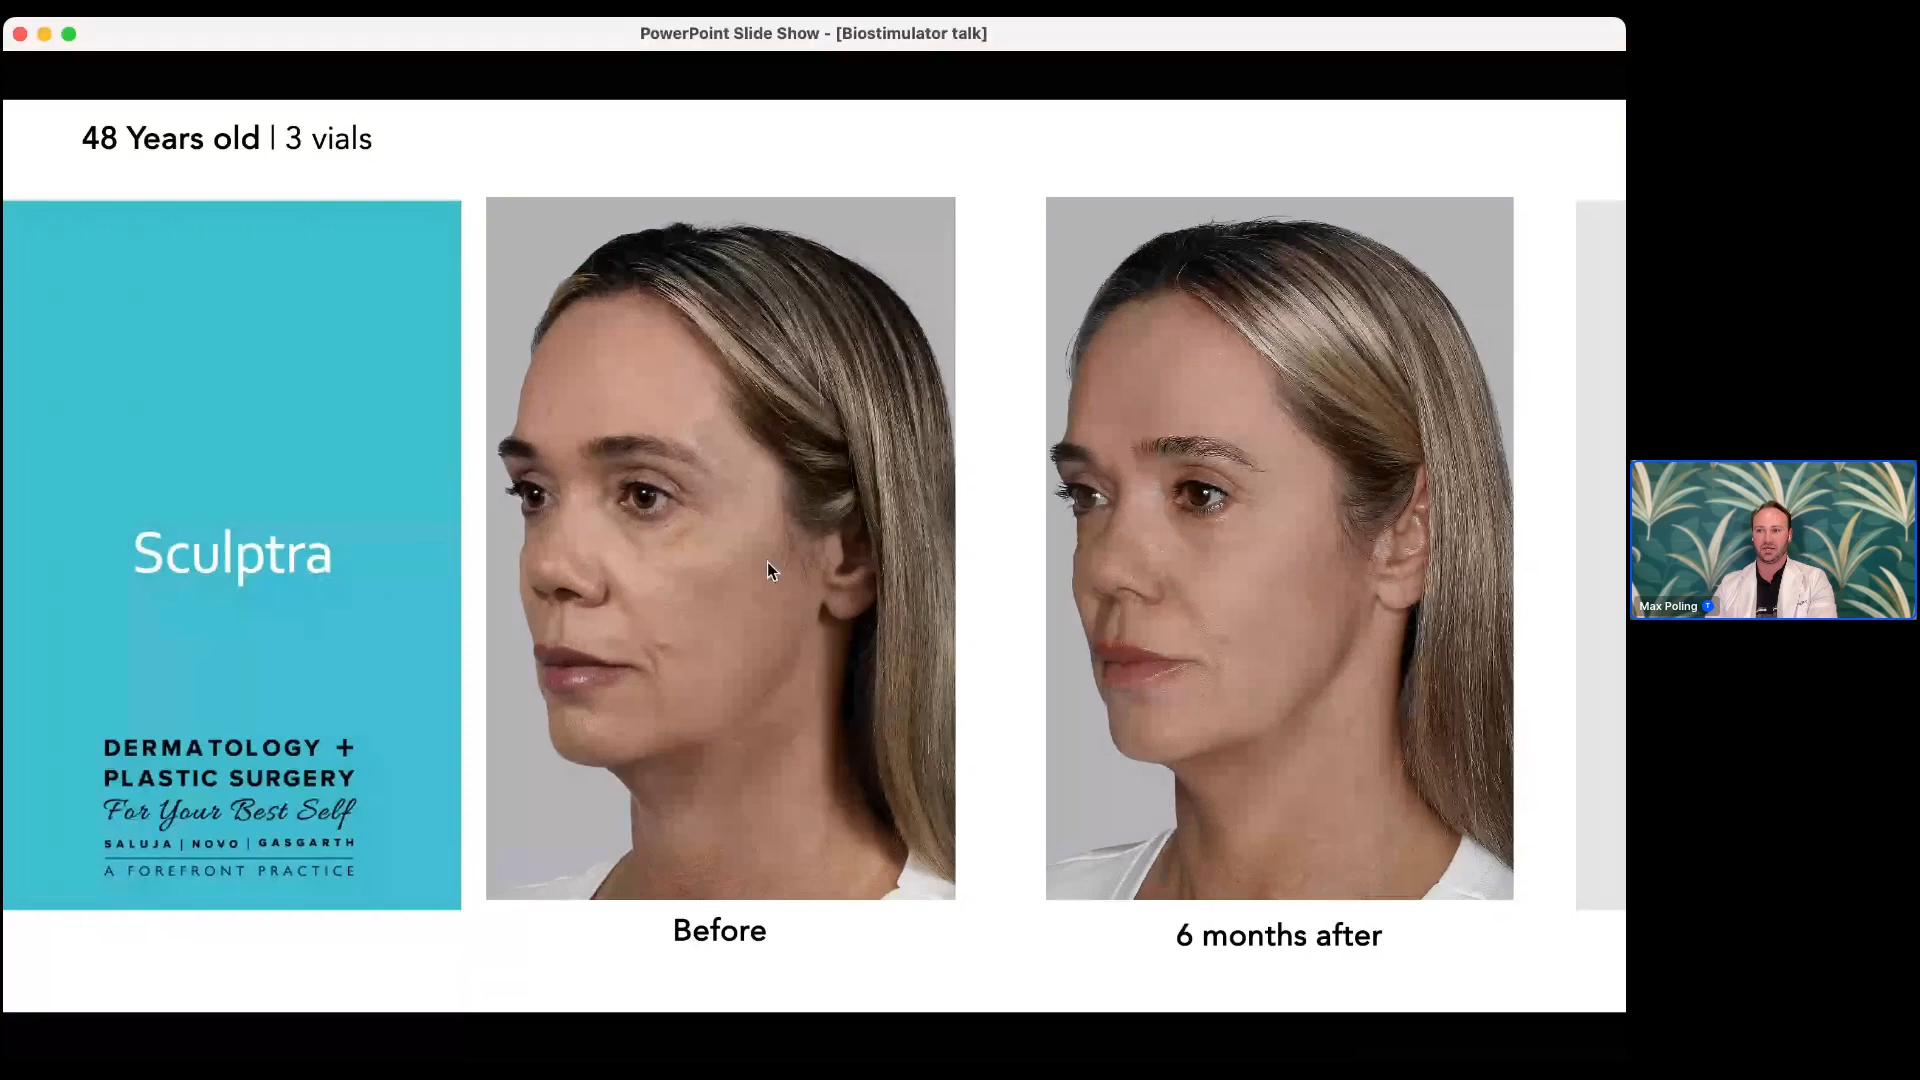 PowerPoint Slide Show - [Biostimulator talk]
48 Years old | 3 vials
Sculptra
DERMATOLOGY +
PLASTIC SURGERY
For Your Best Self
SALUJA | NOVO | GASGARTH
A FOREFRONT PRACTICE
Before
6 months after
Max Poling
T